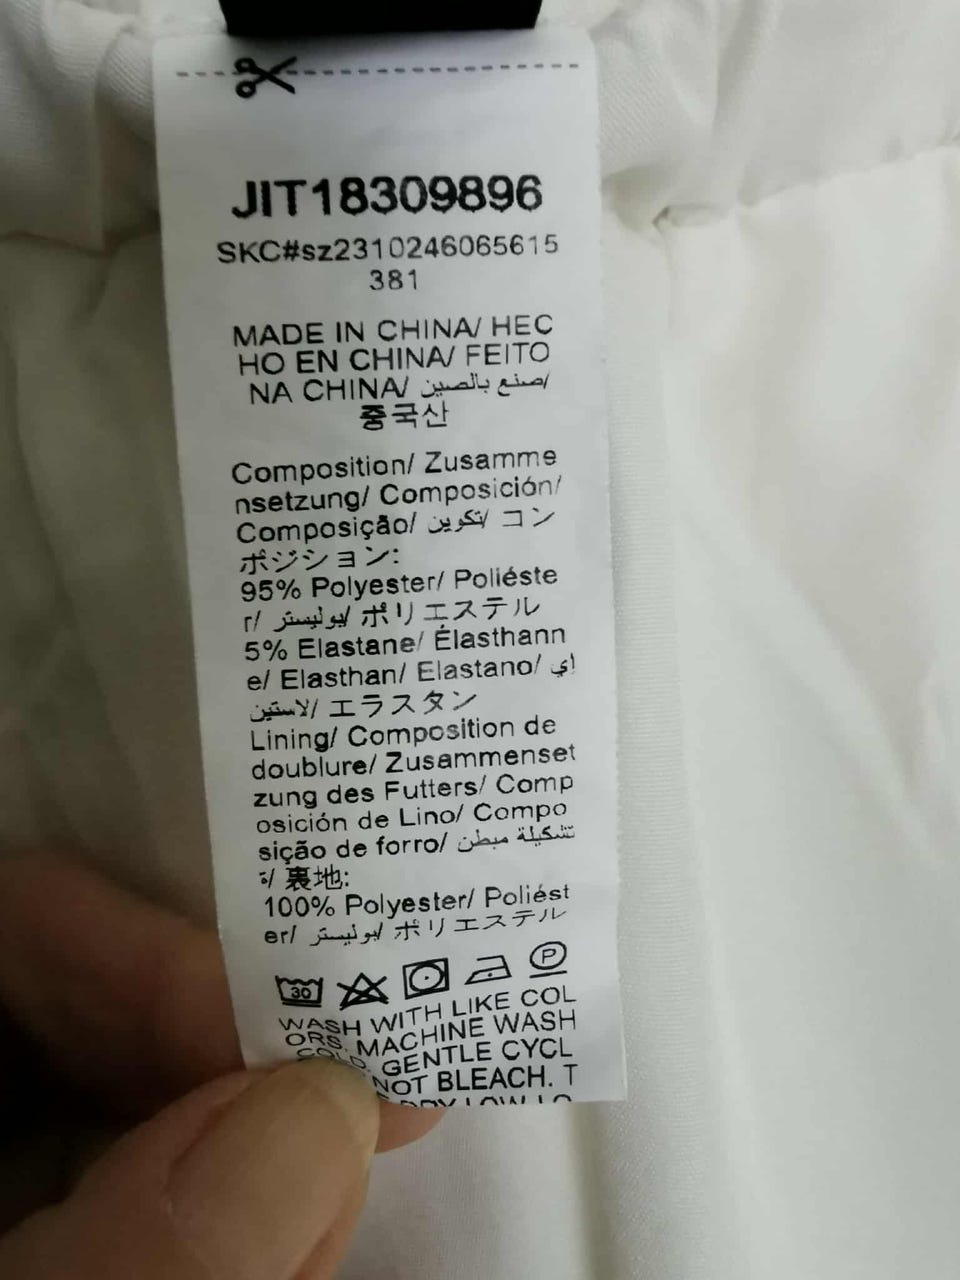 JIT18309896
SKC#sz2310246065615
381
MADE IN CHINA/ HEC
HO EN CHINA/ FEITO
NA CHINA/ صنع بالصين/
중국산
Composition/ Zusamme
nsetzung/ Composición/
Composição/ تكوين/ コン
ポジション:
95% Polyester/ Poliéste
r/ بوليستر/ ポリエステル
5% Elastane/ Élasthann
e/ Elasthan/ Elastano/ اي
لاستين/ エラスタン
Lining/ Composition de
doublure/ Zusammenset
zung des Futters/ Comp
osición de Lino/ Compo
sição de forro/ تشكيلة مبطن
ة/ 裏地:
100% Polyester/ Poliést
er/ بوليستر/ ポリエステル
30 P
WASH WITH LIKE COL
ORS. MACHINE WASH
COLD. GENTLE CYCL
NOT BLEACH. T
DRY LOW LO